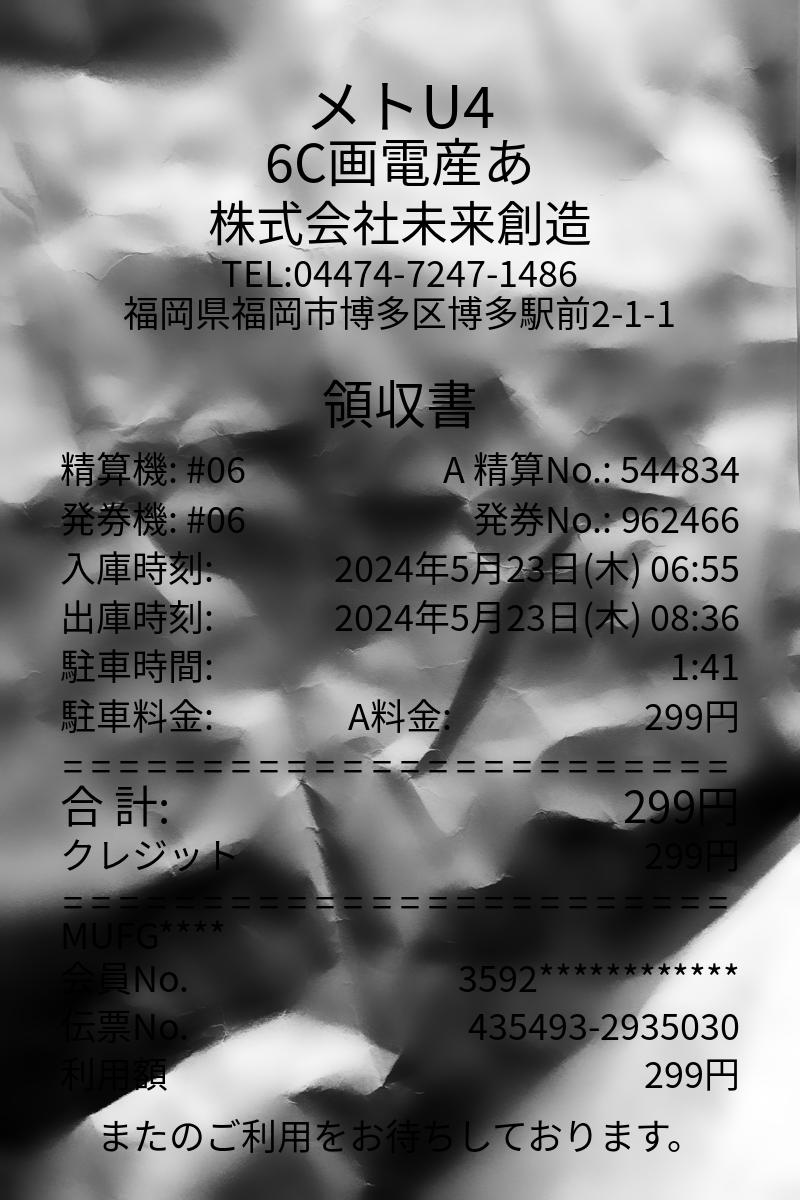 メトU4
6C画電産あ
株式会社未来創造
TEL:04474-7247-1486
福岡県福岡市博多区博多駅前2-1-1
領収書
精算機: #06 A 精算No.: 544834
発券機: #06 発券No.: 962466
入庫時刻: 2024年5月23日(木) 06:55
出庫時刻: 2024年5月23日(木) 08:36
駐車時間: 1:41
駐車料金: A料金: 299円
========================
合 計: 299円
クレジット 299円
========================
MUFG****
会員No. 3592************
伝票No. 435493-2935030
利用額 299円
またのご利用をお待ちしております。